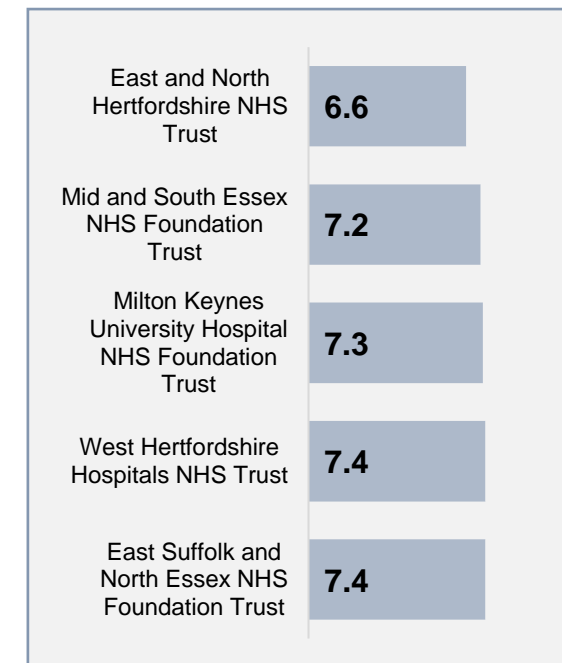 East and North
Hertfordshire NHS
Trust
6.6
Mid and South Essex
NHS Foundation
Trust
7.2
Milton Keynes
University Hospital
NHS Foundation
Trust
7.3
West Hertfordshire
Hospitals NHS Trust
7.4
East Suffolk and
North Essex NHS
Foundation Trust
7.4